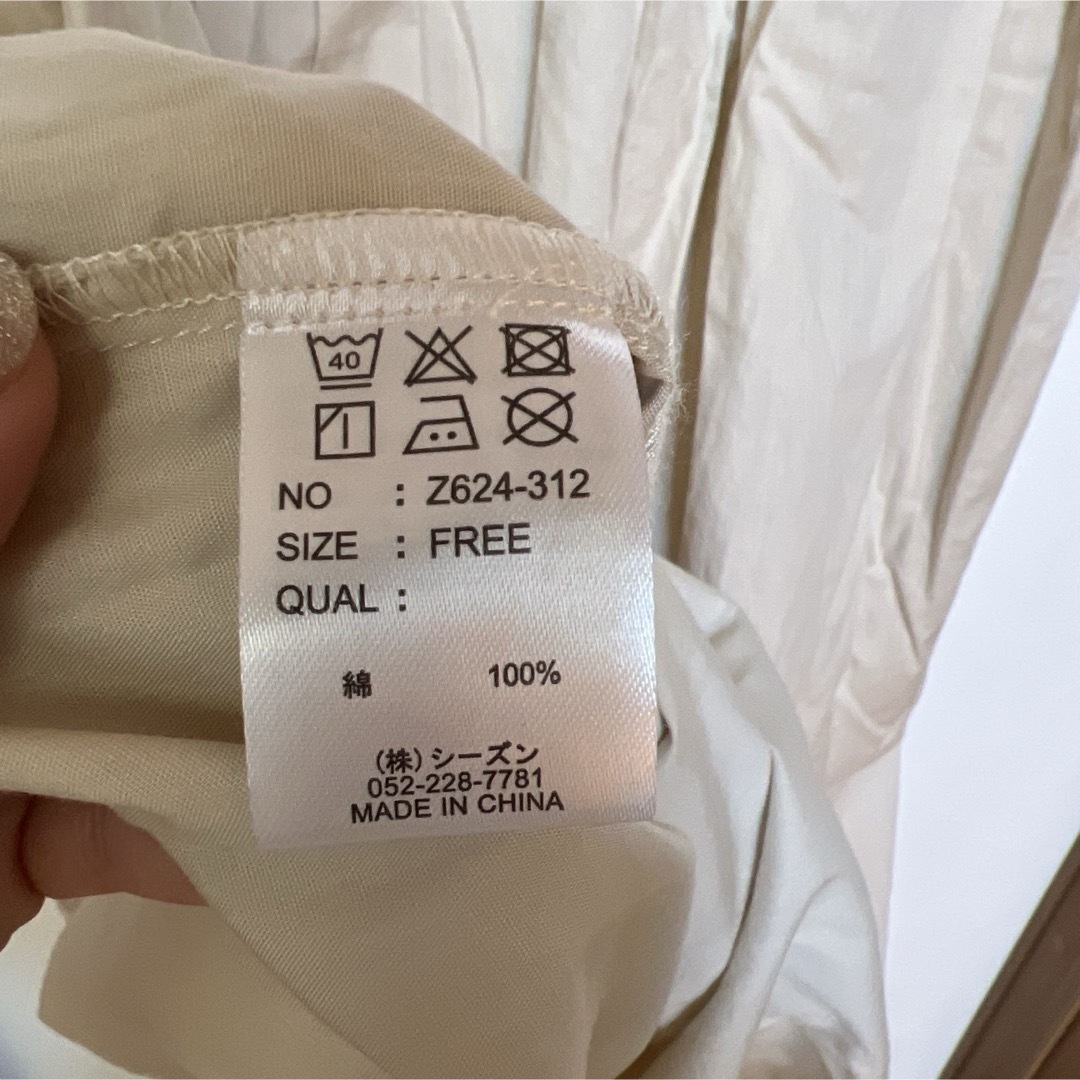 40
NO : Z624-312
SIZE : FREE
QUAL :
綿 100%
(株)シーズン
052-228-7781
MADE IN CHINA